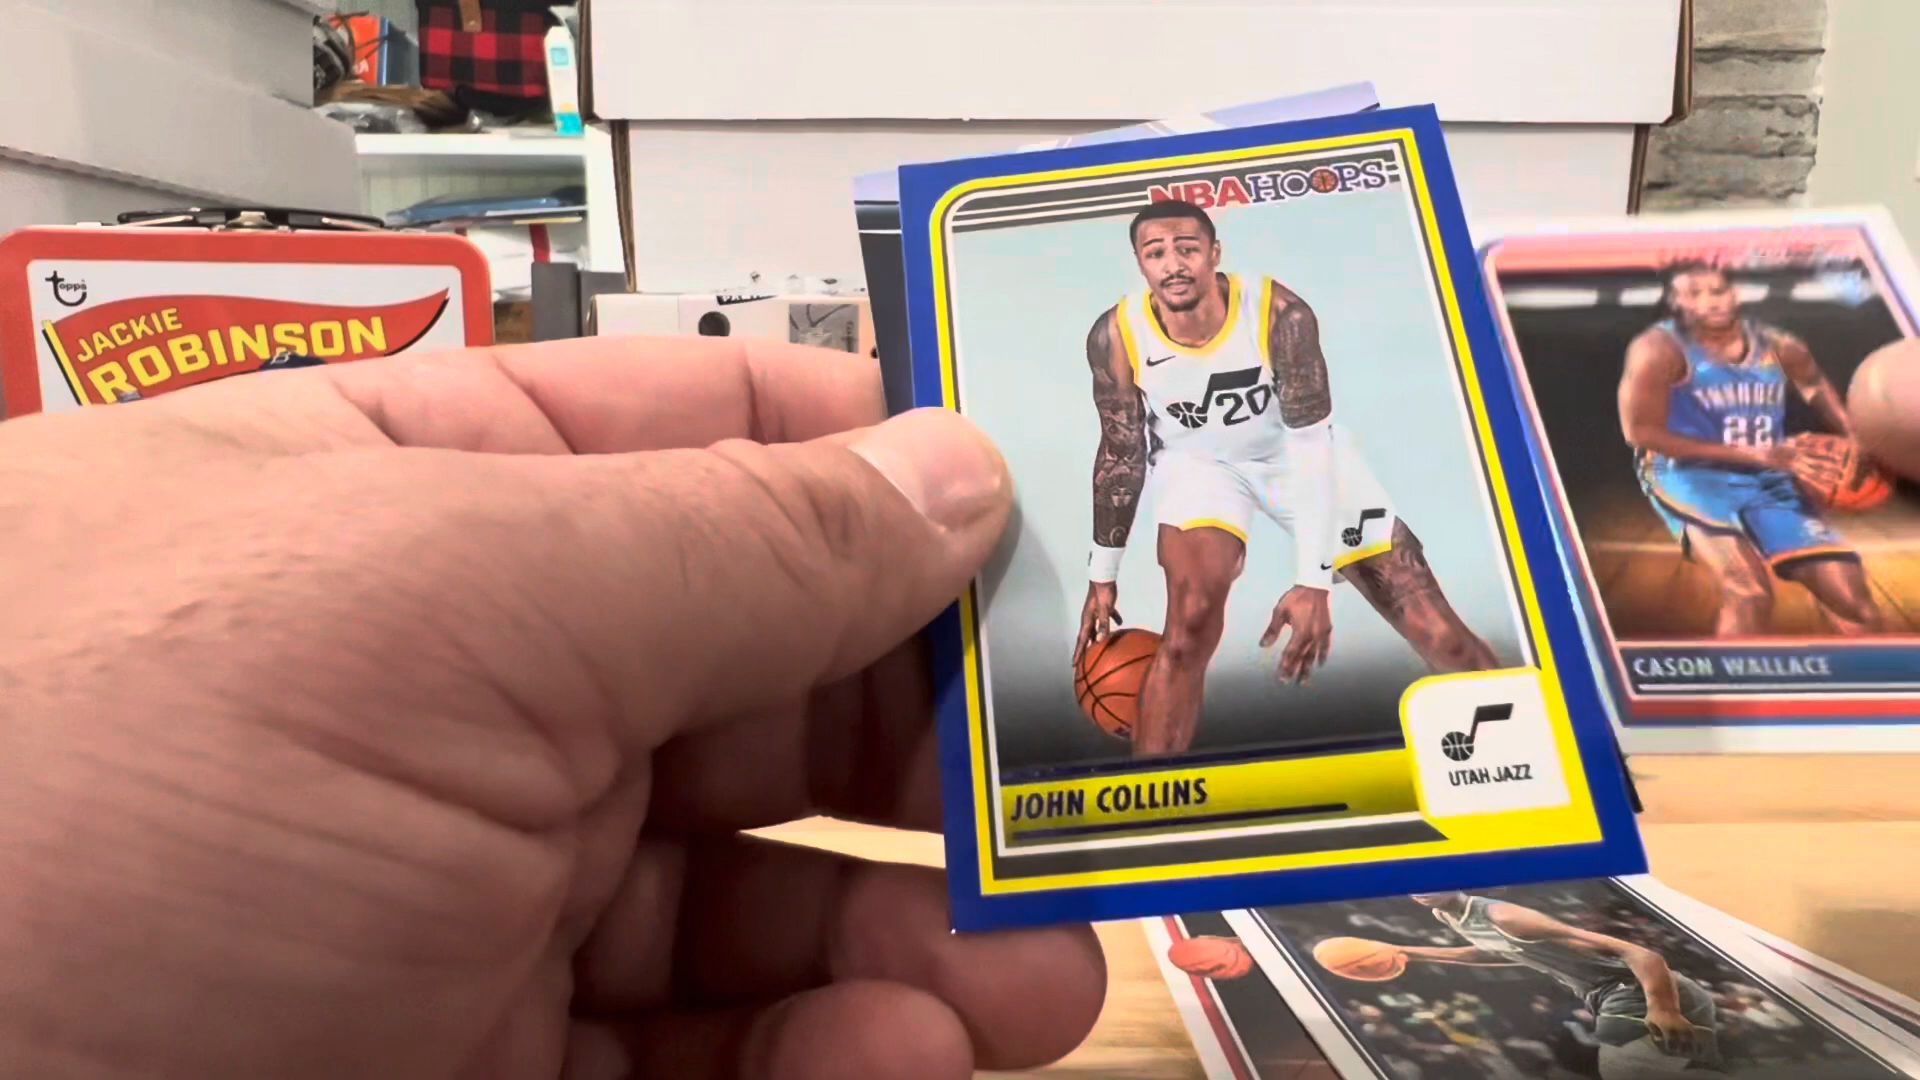 topps
JACKIE
ROBINSON
NBA HOOPS
20
JOHN COLLINS
UTAH JAZZ
THUNDER
22
CASON WALLACE